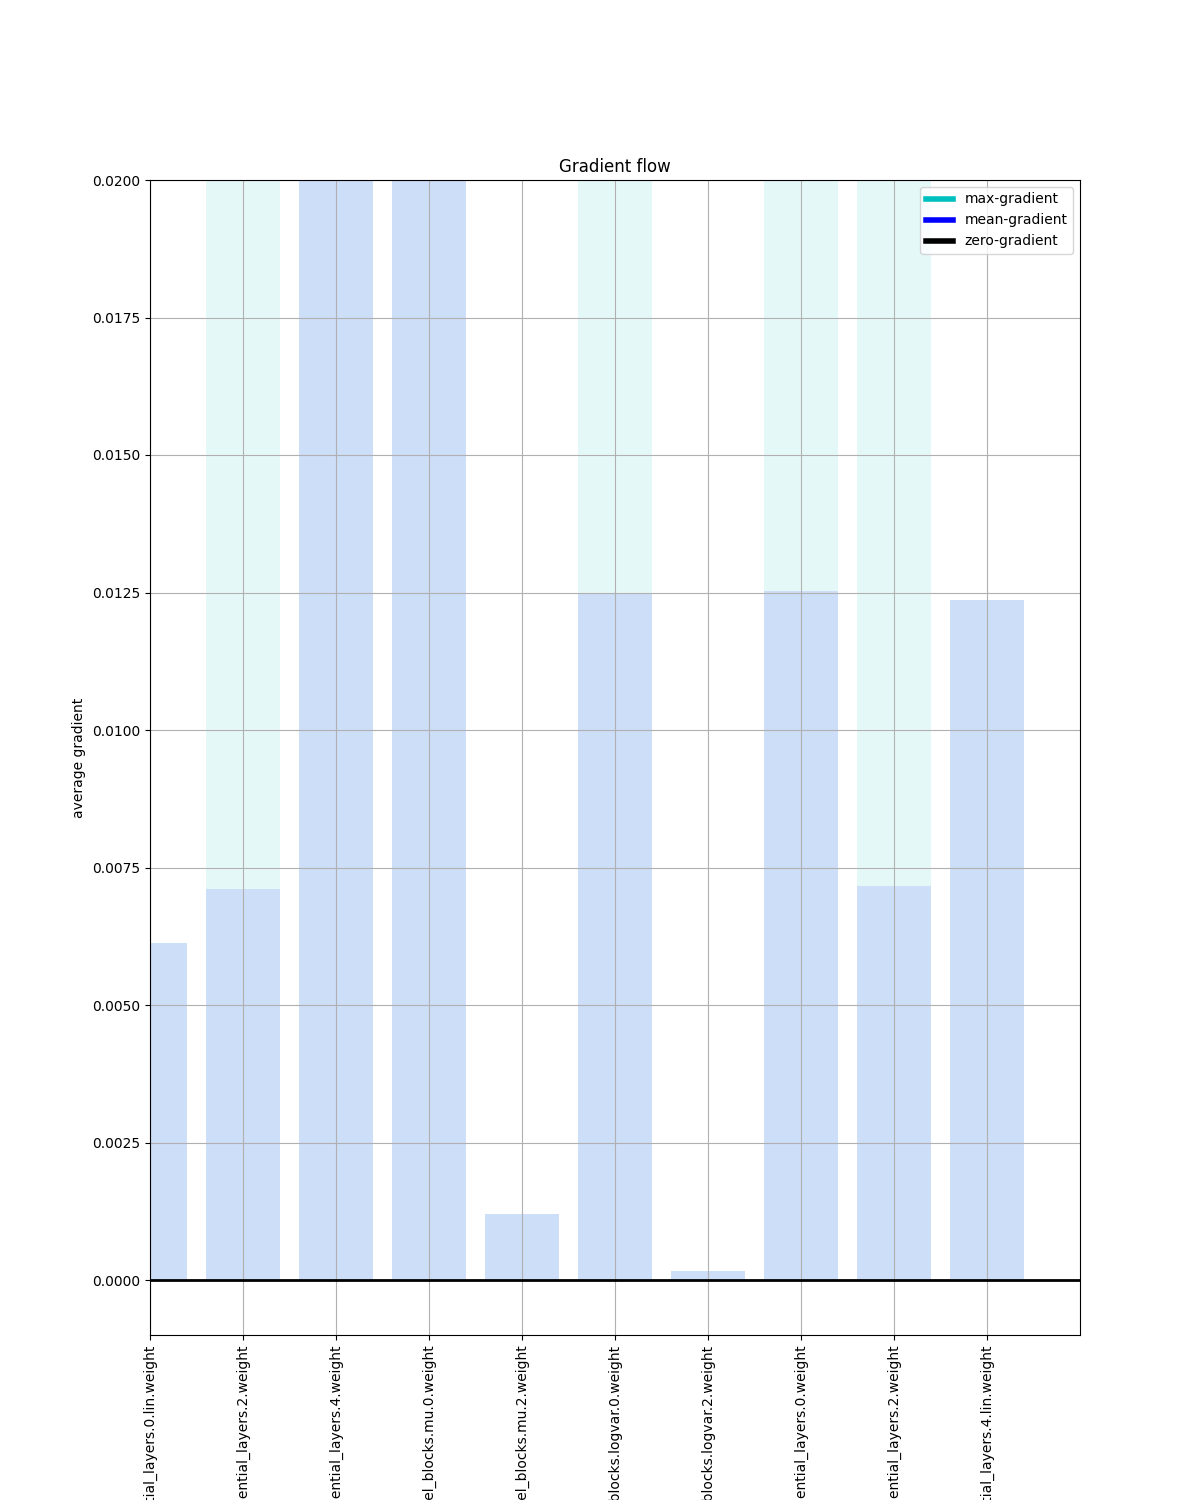 Gradient flow
max-gradient
mean-gradient
zero-gradient
0.0200
0.0175
0.0150
0.0125
0.0100
0.0075
0.0050
0.0025
0.0000
average gradient
tial_layers.0.lin.weight
ential_layers.2.weight
ential_layers.4.weight
el_blocks.mu.0.weight
el_blocks.mu.2.weight
blocks.logvar.0.weight
blocks.logvar.2.weight
ential_layers.0.weight
ential_layers.2.weight
tial_layers.4.lin.weight